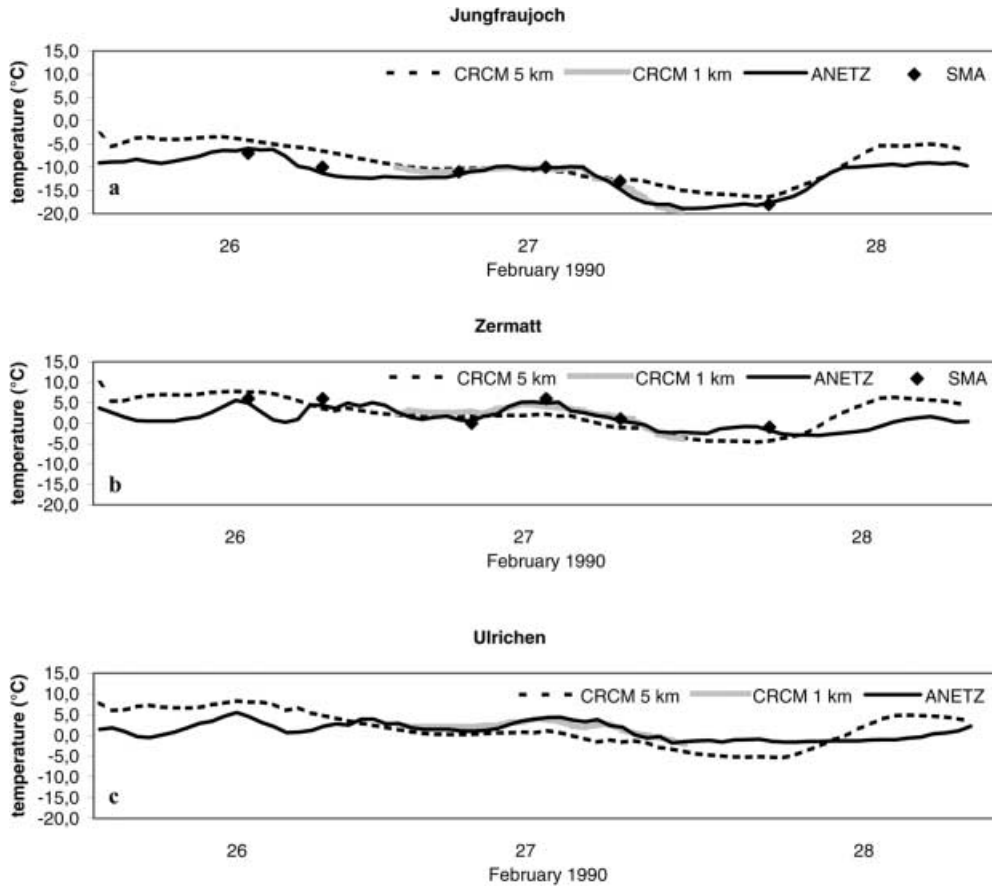 Jungfraujoch
temperature (°C)
15,0
10,0
5,0
0,0
-5,0
-10,0
-15,0
-20,0
CRCM 5 km CRCM 1 km ANETZ SMA
a
26 27 28
February 1990
Zermatt
temperature (°C)
15,0
10,0
5,0
0,0
-5,0
-10,0
-15,0
-20,0
CRCM 5 km CRCM 1 km ANETZ SMA
b
26 27 28
February 1990
Ulrichen
temperature (°C)
15,0
10,0
5,0
0,0
-5,0
-10,0
-15,0
-20,0
CRCM 5 km CRCM 1 km ANETZ
c
26 27 28
February 1990